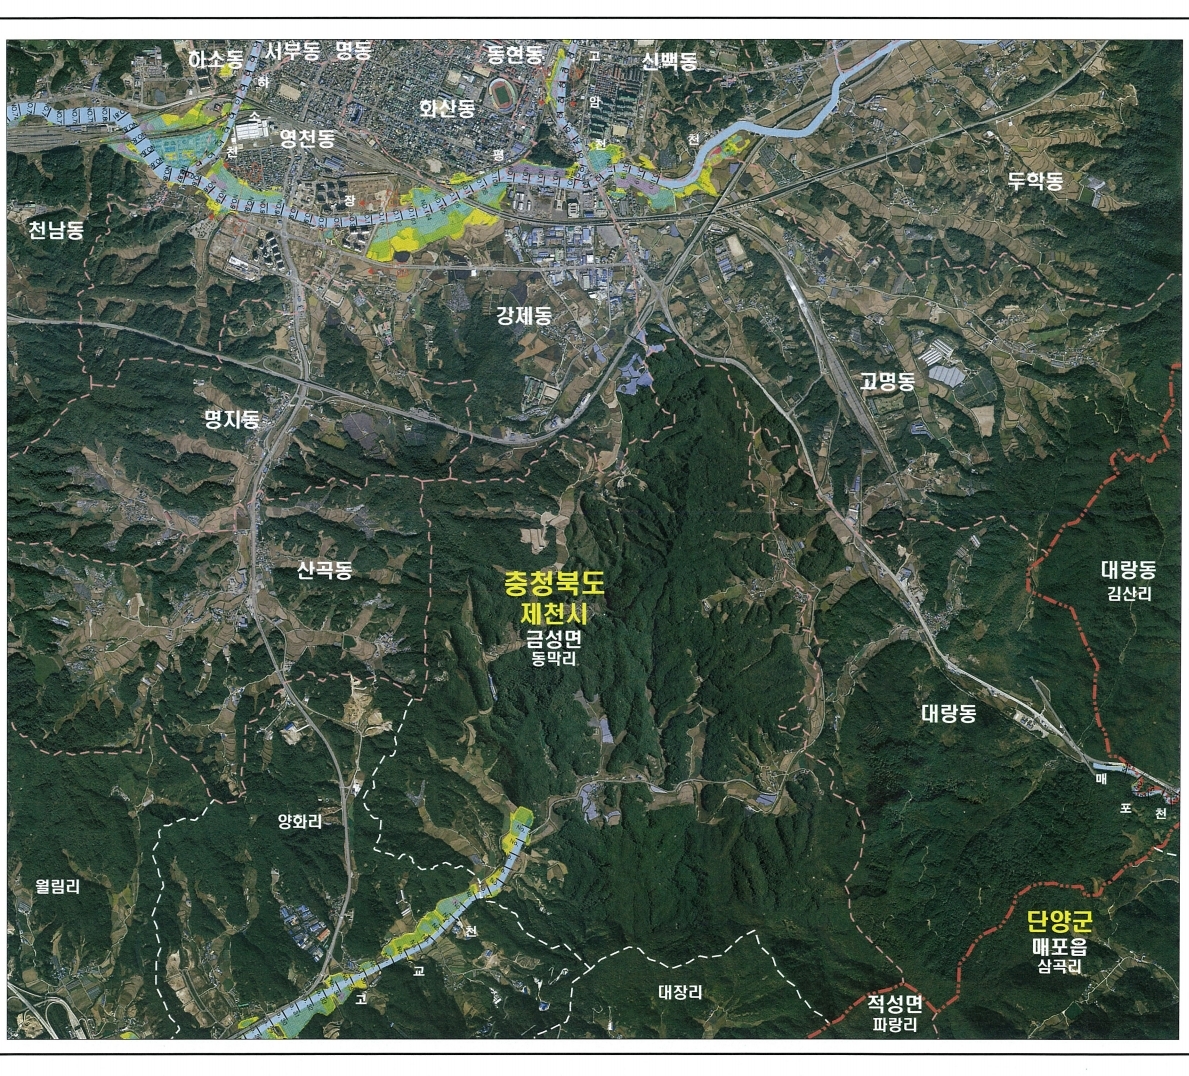 하소동
서부동
명동
동현동
고
신백동
하
암
화산동
소
영천동
천
천
천
평
두학동
장
천남동
강제동
고명동
명지동
산곡동
충청북도
제천시
금성면
동막리
대랑동
김산리
대랑동
매
포
천
양화리
월림리
단양군
매포읍
삼곡리
천
교
고
대장리
적성면
파랑리